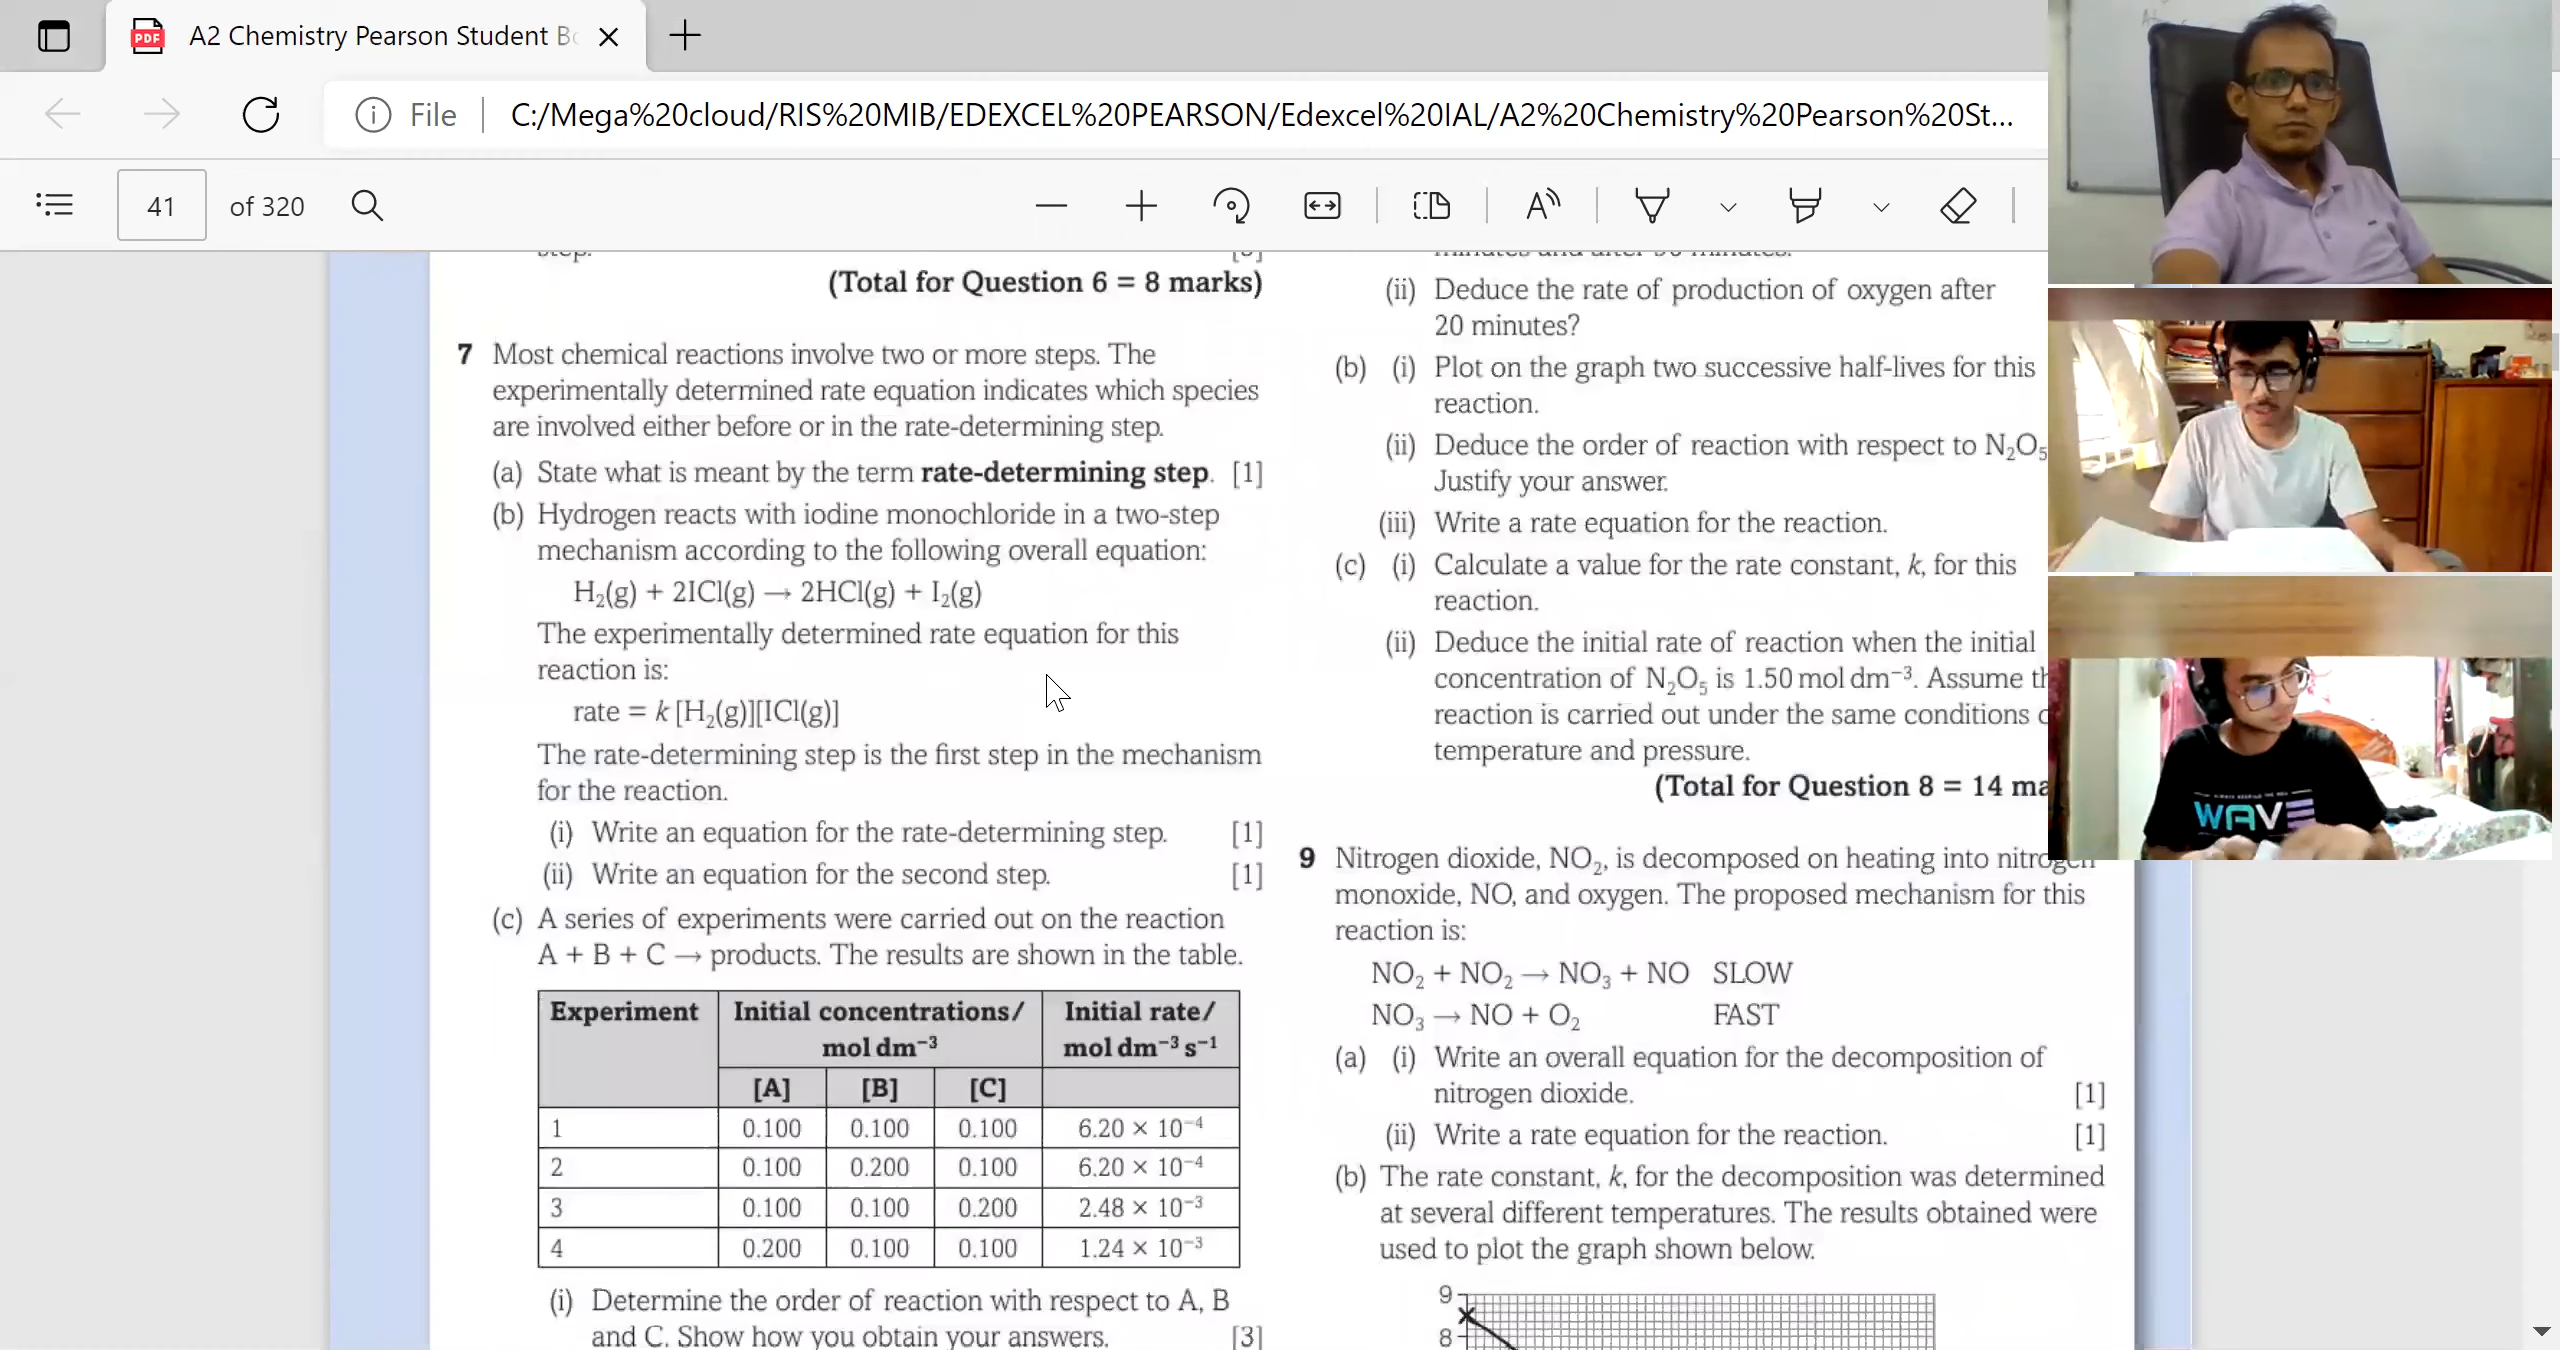 A2 Chemistry Pearson Student Bo
File
C:/Mega%20cloud/RIS%20MIB/EDEXCEL%20PEARSON/Edexcel%20IAL/A2%20Chemistry%20Pearson%20St...
41 of 320
step.
(Total for Question 6 = 8 marks)
7 Most chemical reactions involve two or more steps. The
experimentally determined rate equation indicates which species
are involved either before or in the rate-determining step.
(a) State what is meant by the term rate-determining step. [1]
(b) Hydrogen reacts with iodine monochloride in a two-step
mechanism according to the following overall equation:
H₂(g) + 2ICl(g) → 2HCl(g) + I₂(g)
The experimentally determined rate equation for this
reaction is:
rate = k [H₂(g)][ICl(g)]
The rate-determining step is the first step in the mechanism
for the reaction.
(i) Write an equation for the rate-determining step. [1]
(ii) Write an equation for the second step. [1]
(c) A series of experiments were carried out on the reaction
A + B + C → products. The results are shown in the table.
Experiment Initial concentrations/ Initial rate/
mol dm⁻³ mol dm⁻³ s⁻¹
[A] [B] [C]
1 0.100 0.100 0.100 6.20 × 10⁻⁴
2 0.100 0.200 0.100 6.20 × 10⁻⁴
3 0.100 0.100 0.200 2.48 × 10⁻³
4 0.200 0.100 0.100 1.24 × 10⁻³
(i) Determine the order of reaction with respect to A, B
and C. Show how you obtain your answers. [3]
(ii) Deduce the rate of production of oxygen after
20 minutes?
(b) (i) Plot on the graph two successive half-lives for this
reaction.
(ii) Deduce the order of reaction with respect to N₂O₅
Justify your answer.
(iii) Write a rate equation for the reaction.
(c) (i) Calculate a value for the rate constant, k, for this
reaction.
(ii) Deduce the initial rate of reaction when the initial
concentration of N₂O₅ is 1.50 mol dm⁻³. Assume th
reaction is carried out under the same conditions o
temperature and pressure.
(Total for Question 8 = 14 ma
9 Nitrogen dioxide, NO₂, is decomposed on heating into nitrogen
monoxide, NO, and oxygen. The proposed mechanism for this
reaction is:
NO₂ + NO₂ → NO₃ + NO SLOW
NO₃ → NO + O₂ FAST
(a) (i) Write an overall equation for the decomposition of
nitrogen dioxide. [1]
(ii) Write a rate equation for the reaction. [1]
(b) The rate constant, k, for the decomposition was determined
at several different temperatures. The results obtained were
used to plot the graph shown below.
9
8
WAVE